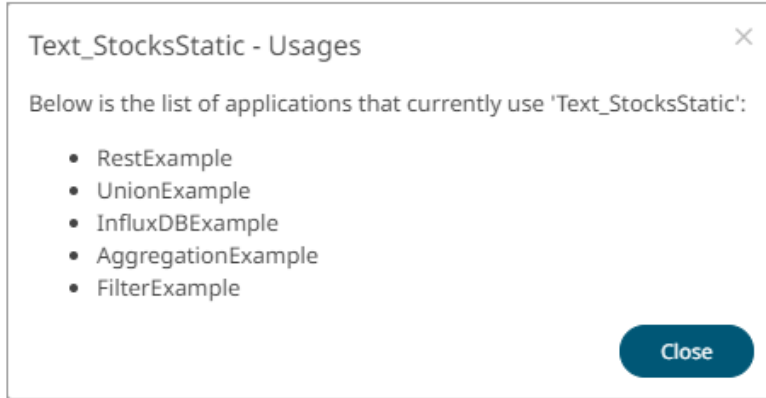 Text_StocksStatic - Usages
Below is the list of applications that currently use 'Text_StocksStatic':
• RestExample
• UnionExample
• InfluxDBExample
• AggregationExample
• FilterExample
Close